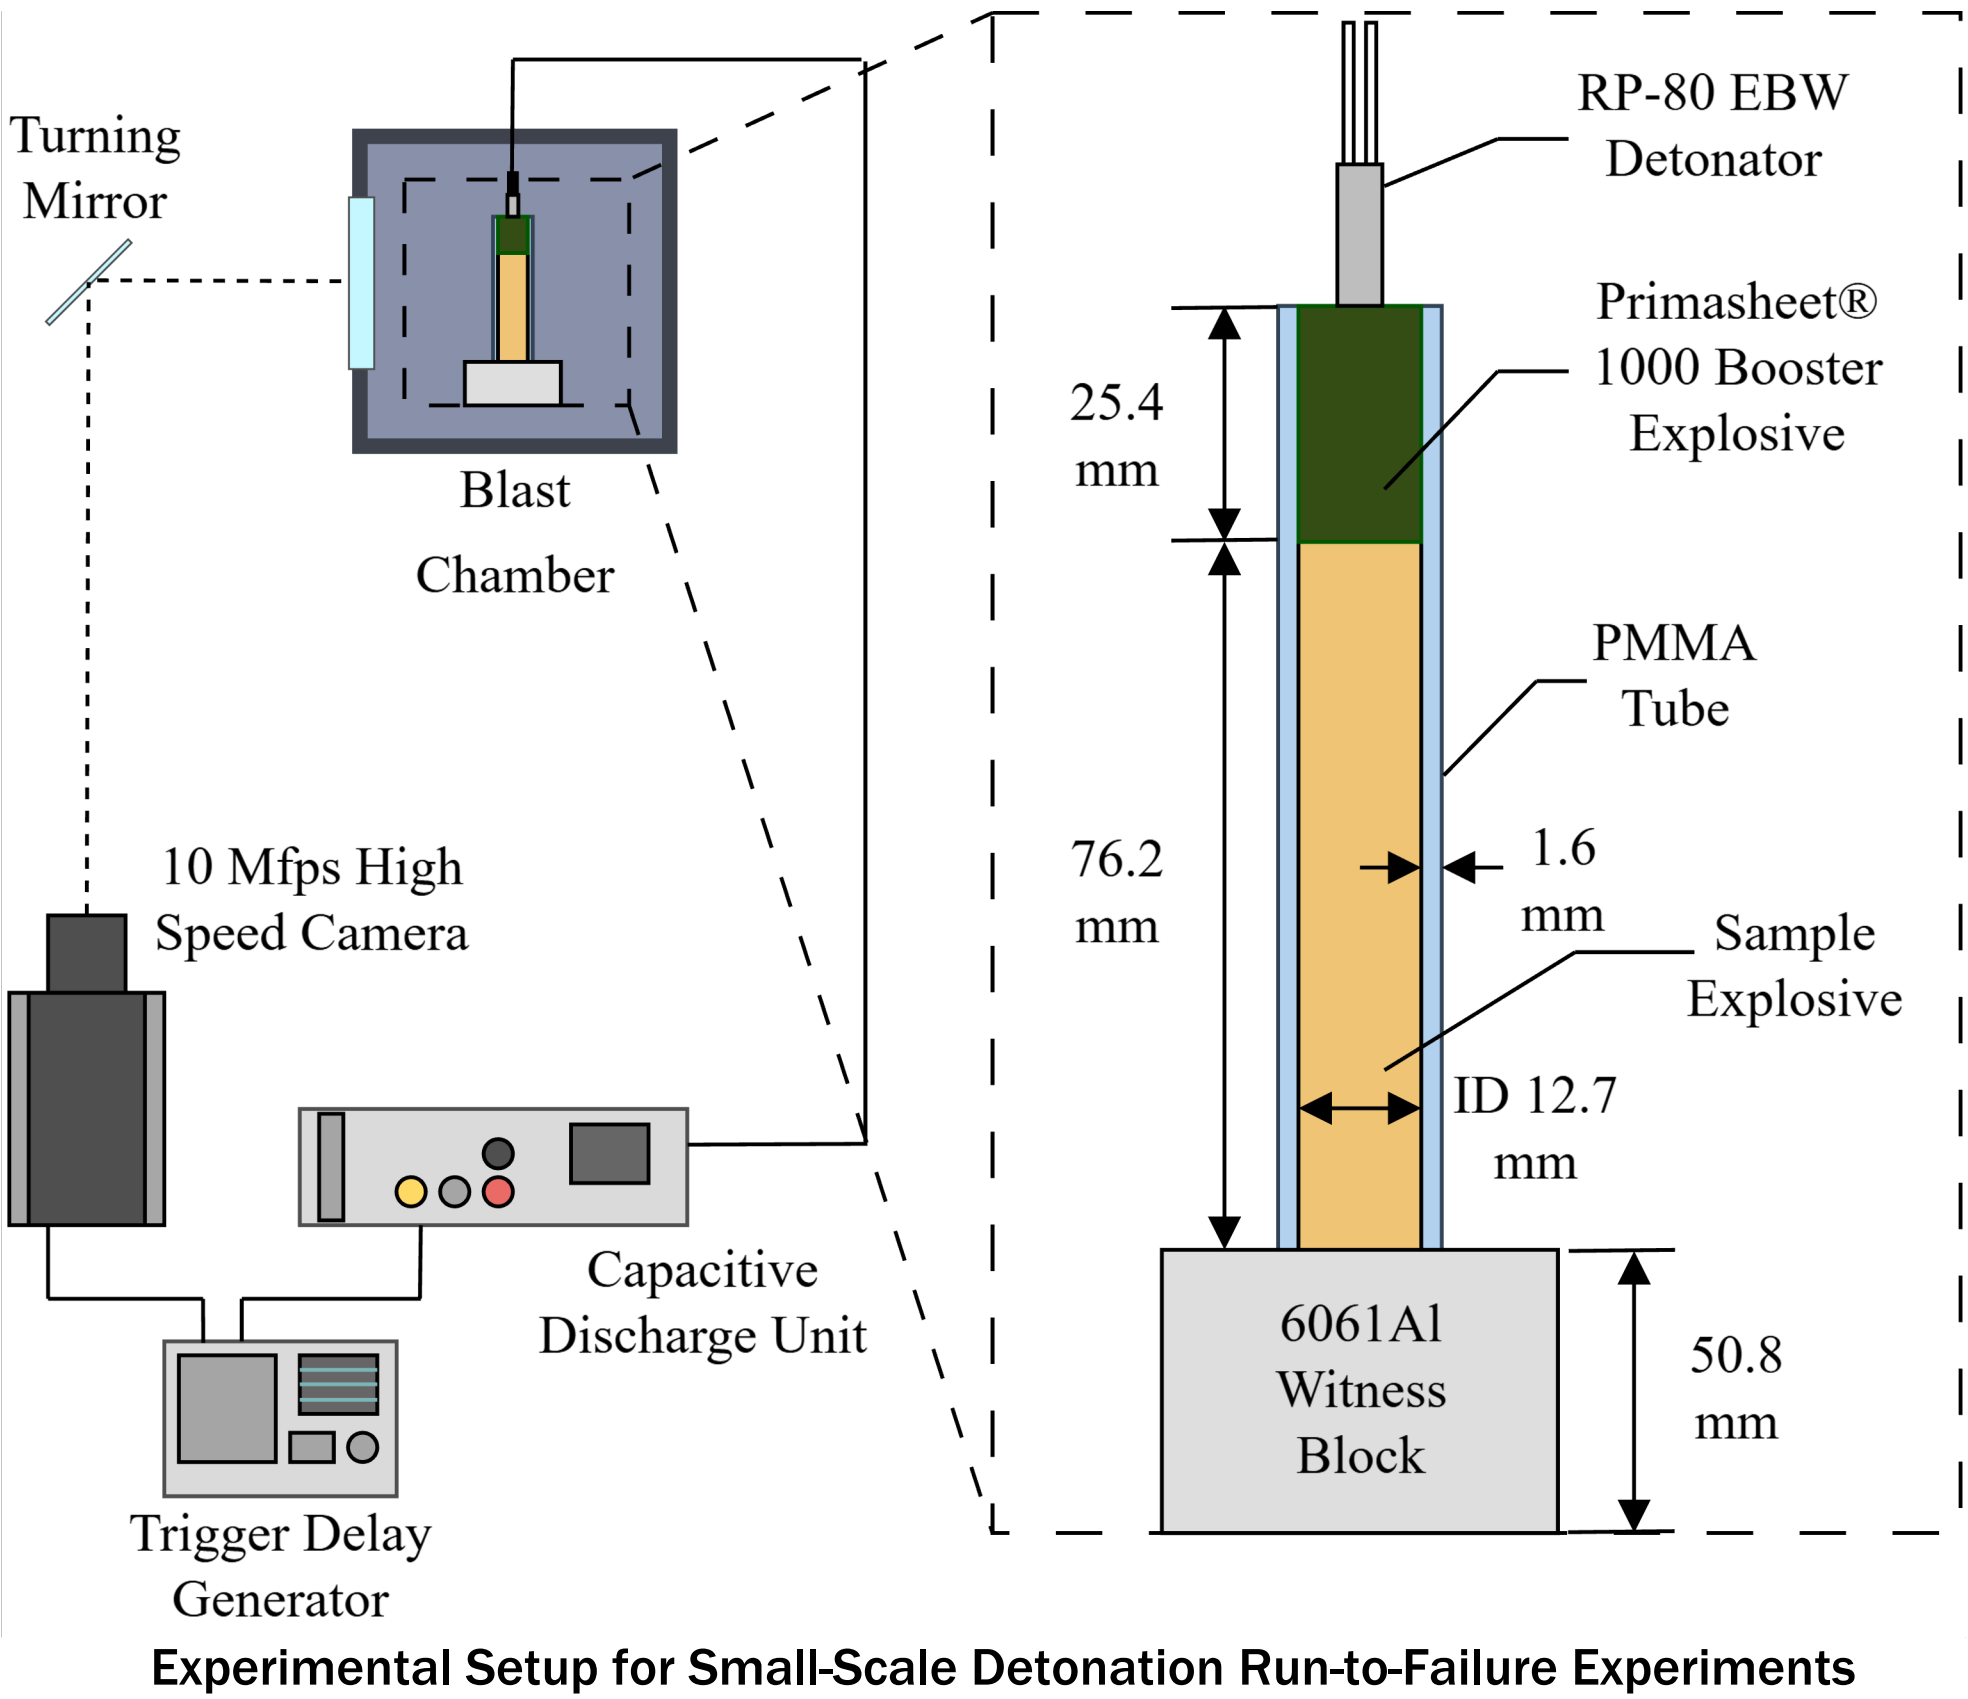 Turning
Mirror
Blast
Chamber
10 Mfps High
Speed Camera
Capacitive
Discharge Unit
Trigger Delay
Generator
RP-80 EBW
Detonator
Primasheet®
1000 Booster
Explosive
25.4
mm
PMMA
Tube
76.2
mm
1.6
mm
Sample
Explosive
ID 12.7
mm
6061Al
Witness
Block
50.8
mm
Experimental Setup for Small-Scale Detonation Run-to-Failure Experiments